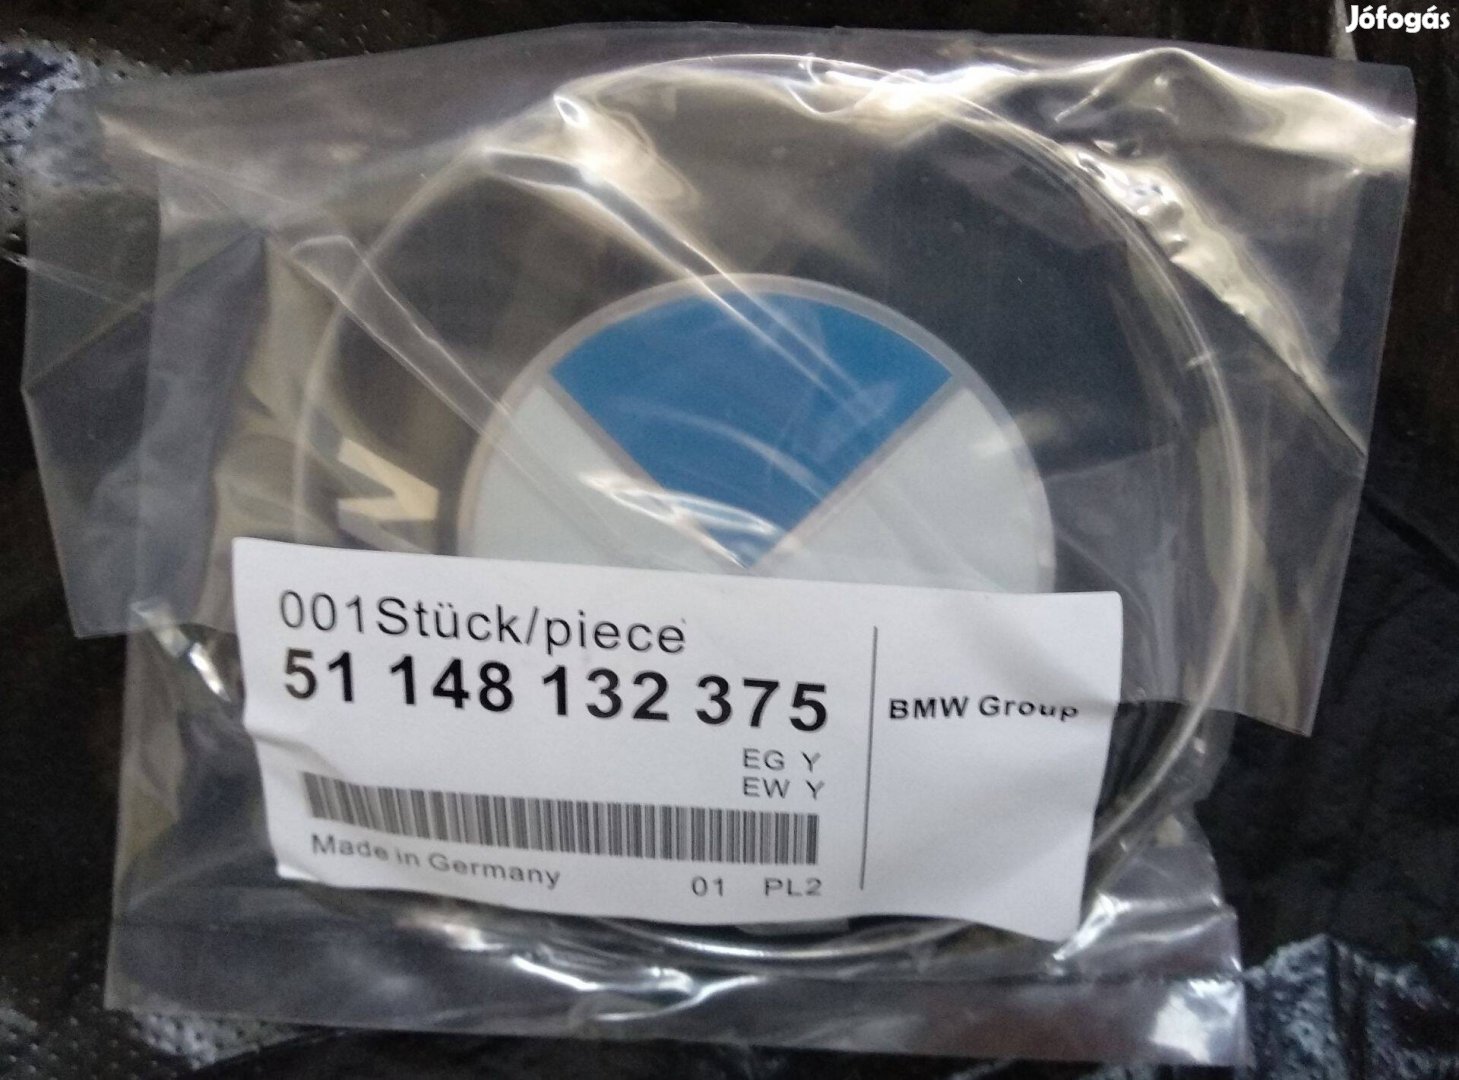 Jófogás
001Stück/piece
51 148 132 375
BMW Group
EG Y
EW Y
Made in Germany
01 PL2